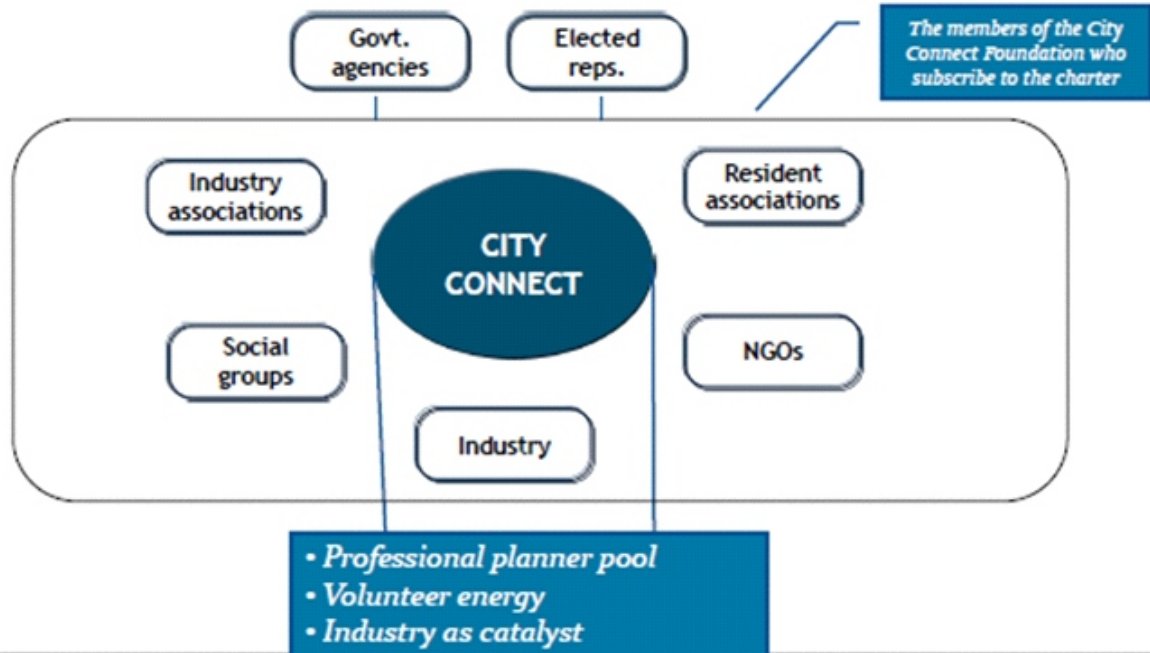 Govt.
agencies
Elected
reps.
The members of the City
Connect Foundation who
subscribe to the charter
Industry
associations
Resident
associations
CITY
CONNECT
Social
groups
NGOs
Industry
• Professional planner pool
• Volunteer energy
• Industry as catalyst